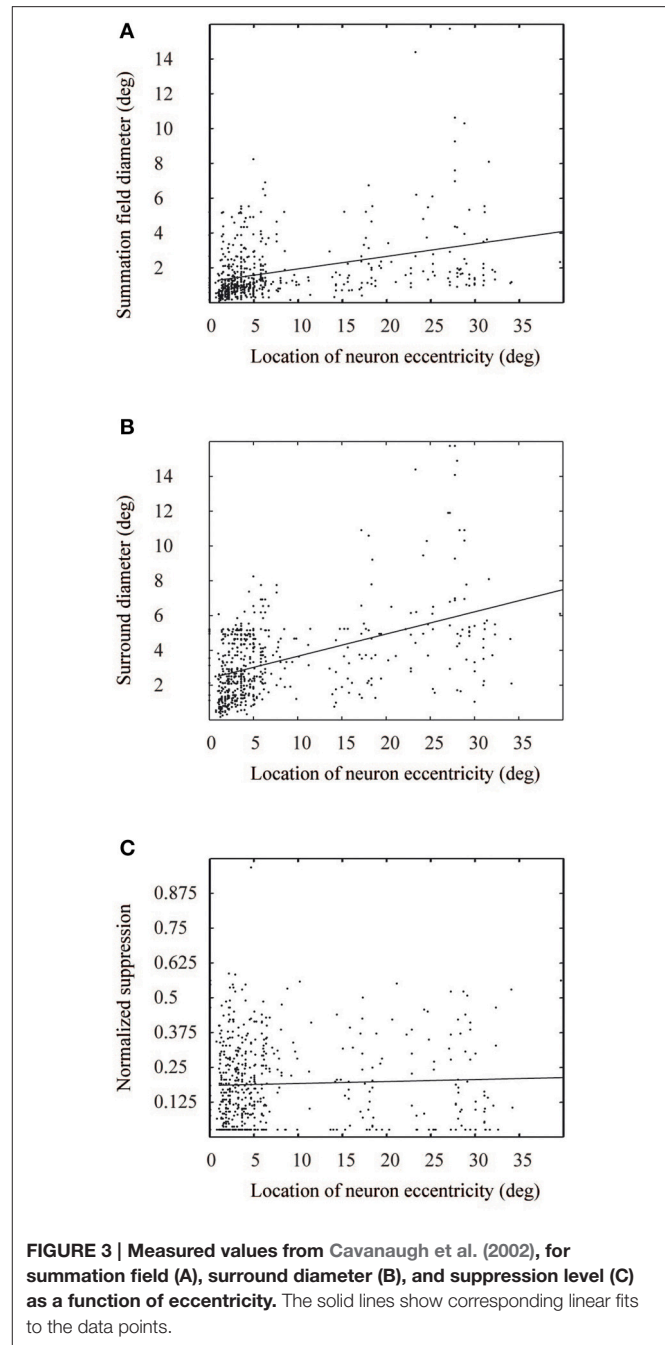 A
14
12
10
8
6
4
2
Summation field diameter (deg)
0 5 10 15 20 25 30 35
Location of neuron eccentricity (deg)
B
14
12
10
8
6
4
2
Surround diameter (deg)
0 5 10 15 20 25 30 35
Location of neuron eccentricity (deg)
C
0.875
0.75
0.625
0.5
0.375
0.25
0.125
Normalized suppression
0 5 10 15 20 25 30 35
Location of neuron eccentricity (deg)
FIGURE 3 | Measured values from Cavanaugh et al. (2002), for
summation field (A), surround diameter (B), and suppression level (C)
as a function of eccentricity. The solid lines show corresponding linear fits
to the data points.